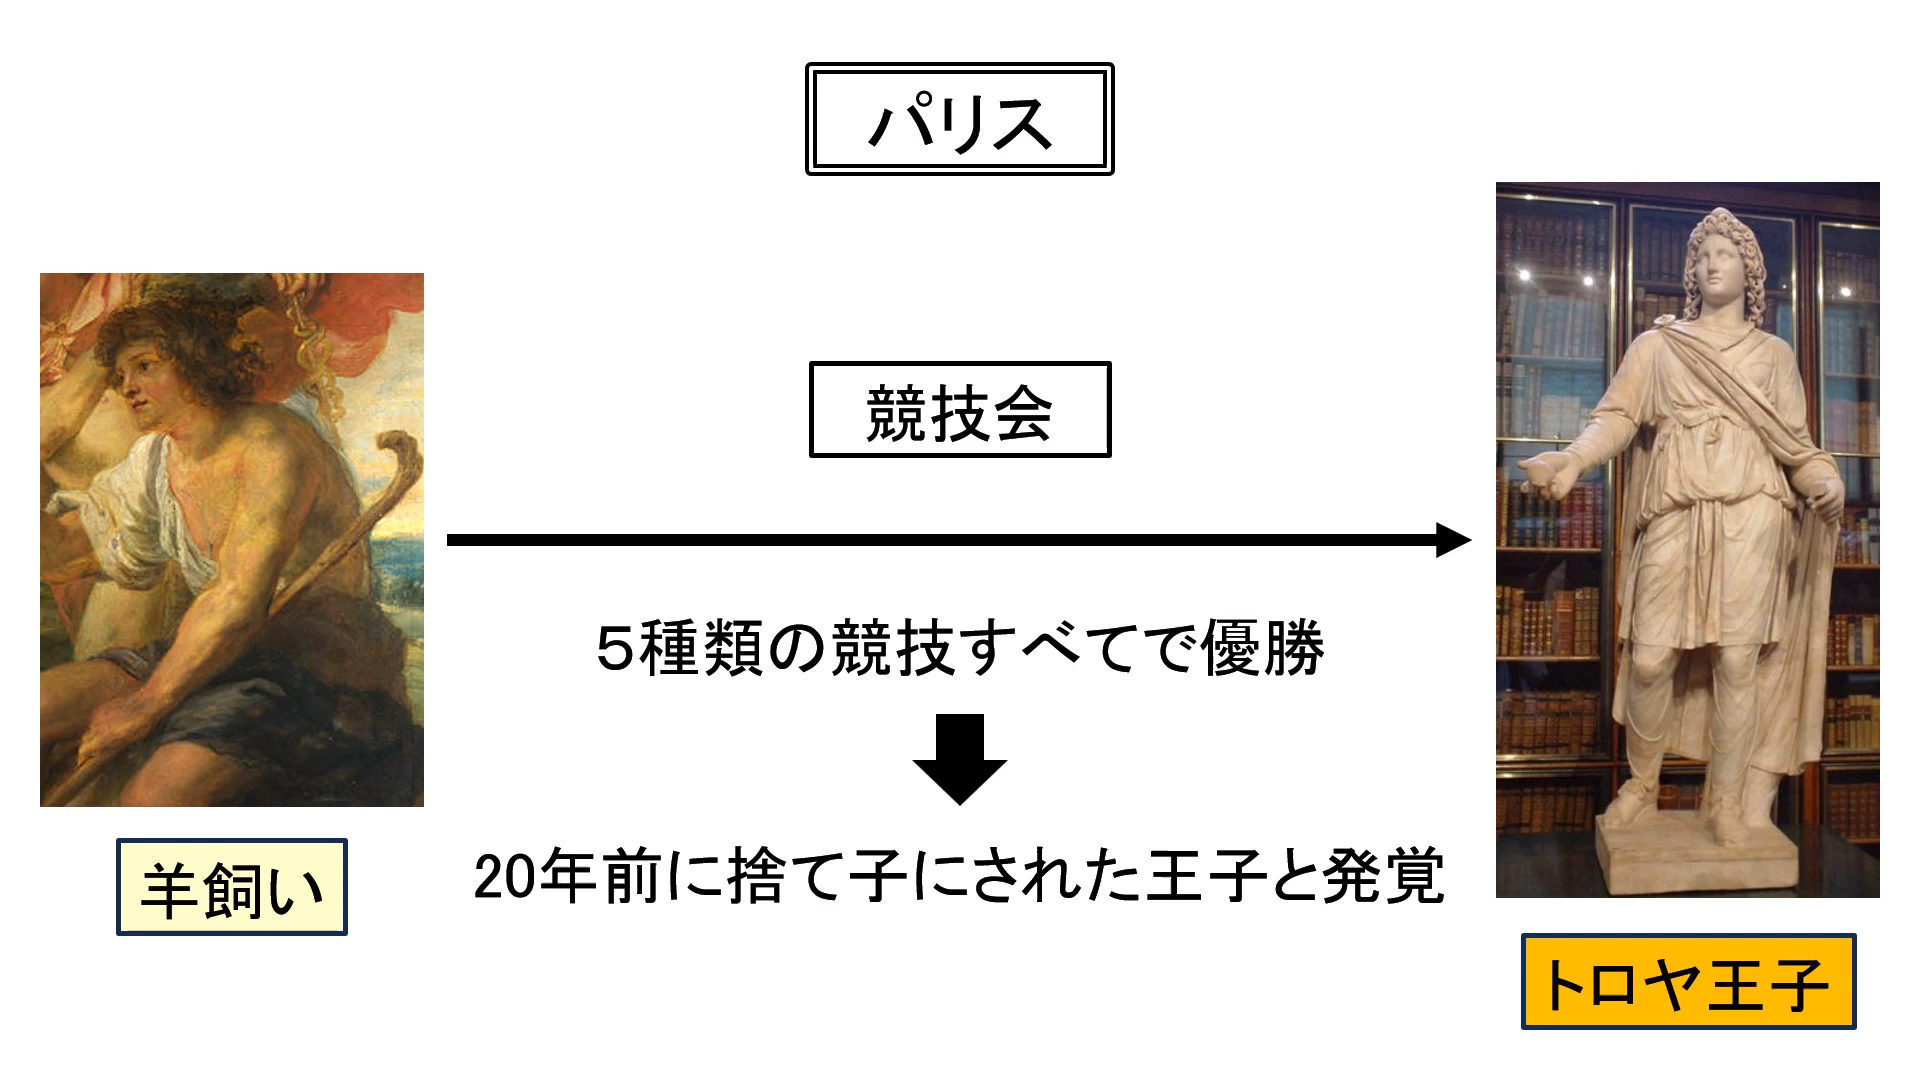 パリス
競技会
５種類の競技すべてで優勝
20年前に捨て子にされた王子と発覚
羊飼い
トロヤ王子